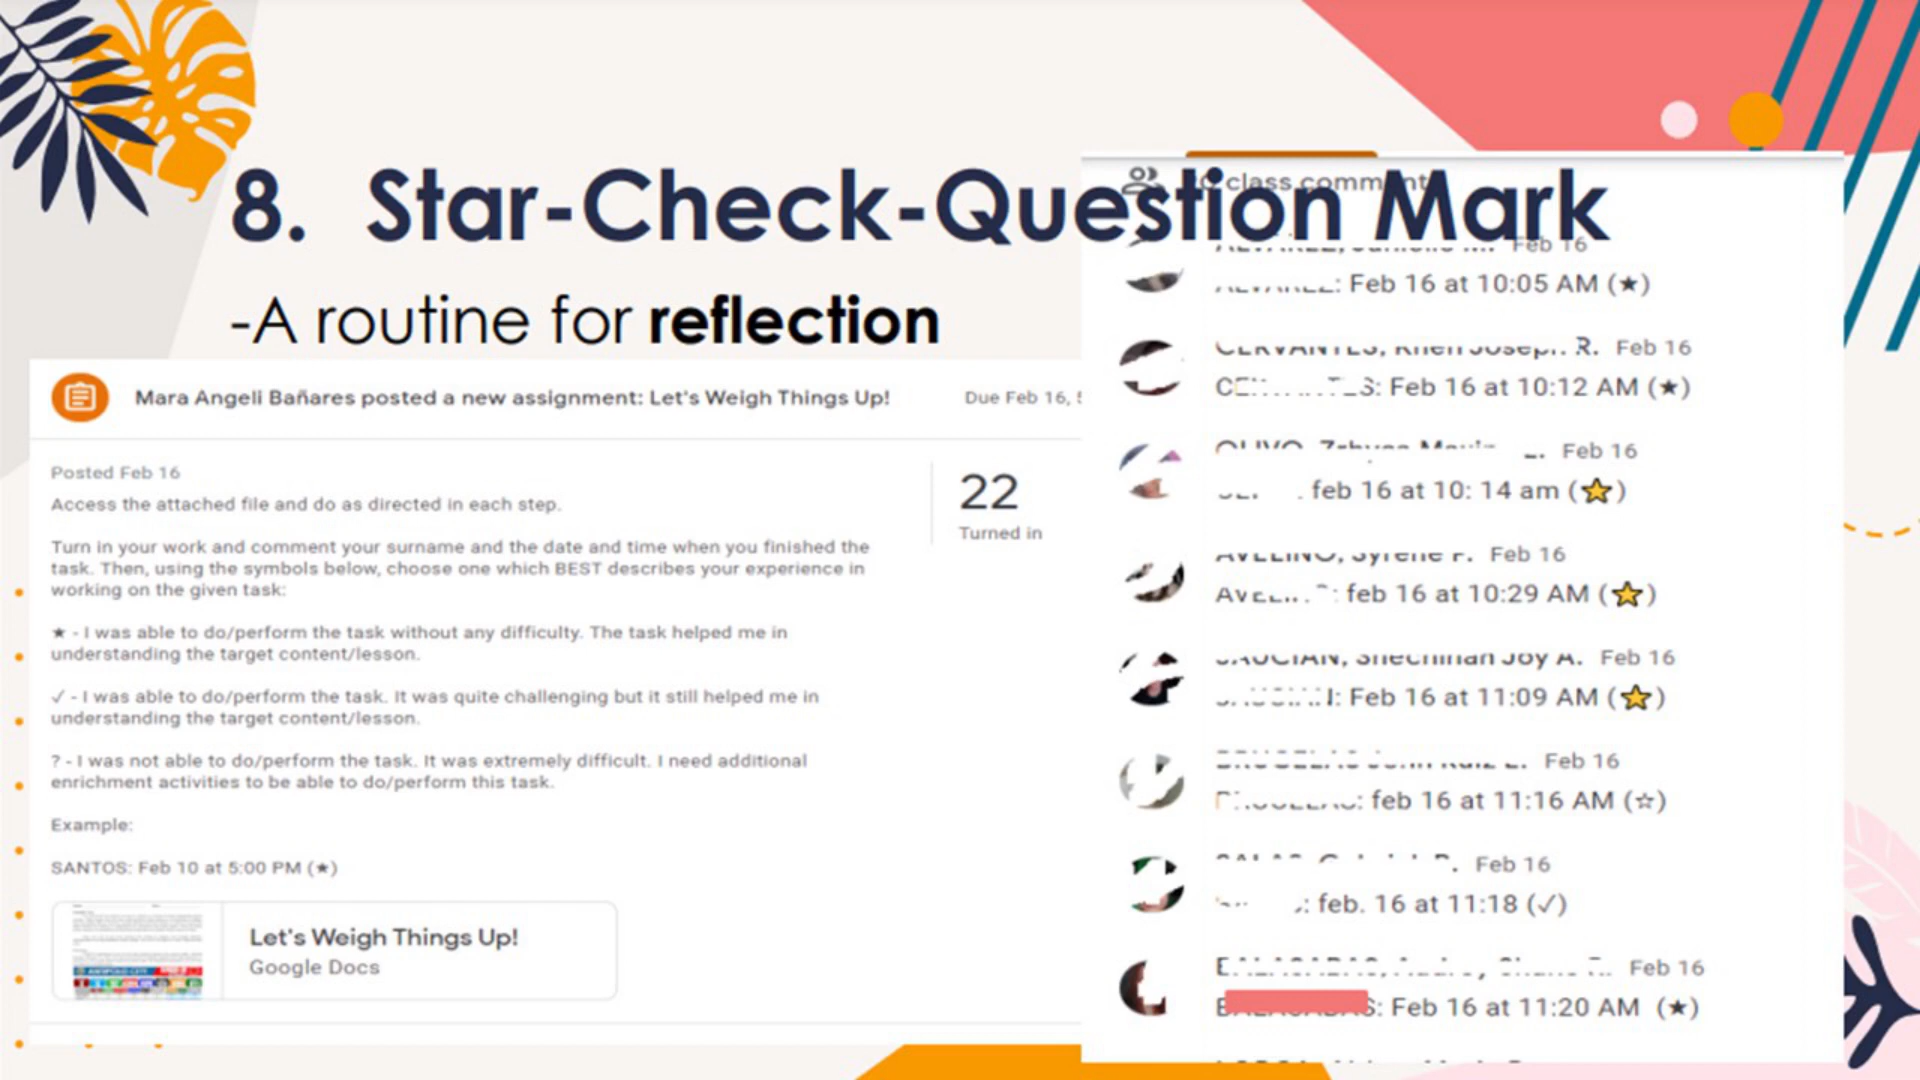 8. Star-Check-Question Mark
-A routine for reflection
Mara Angeli Bañares posted a new assignment: Let's Weigh Things Up!
Due Feb 16,
Posted Feb 16
Access the attached file and do as directed in each step.
Turn in your work and comment your surname and the date and time when you finished the
task. Then, using the symbols below, choose one which BEST describes your experience in
working on the given task:
★ - I was able to do/perform the task without any difficulty. The task helped me in
understanding the target content/lesson.
✓ - I was able to do/perform the task. It was quite challenging but it still helped me in
understanding the target content/lesson.
? - I was not able to do/perform the task. It was extremely difficult. I need additional
enrichment activities to be able to do/perform this task.
Example:
SANTOS: Feb 10 at 5:00 PM (★)
Let's Weigh Things Up!
Google Docs
22
Turned in
class comments
Feb 16
Feb 16 at 10:05 AM (★)
R. Feb 16
Feb 16 at 10:12 AM (★)
Feb 16
feb 16 at 10: 14 am (⭐)
Feb 16
feb 16 at 10:29 AM (⭐)
Feb 16
Feb 16 at 11:09 AM (⭐)
Feb 16
feb 16 at 11:16 AM (☆)
Feb 16
feb. 16 at 11:18 (✓)
Feb 16
Feb 16 at 11:20 AM (★)